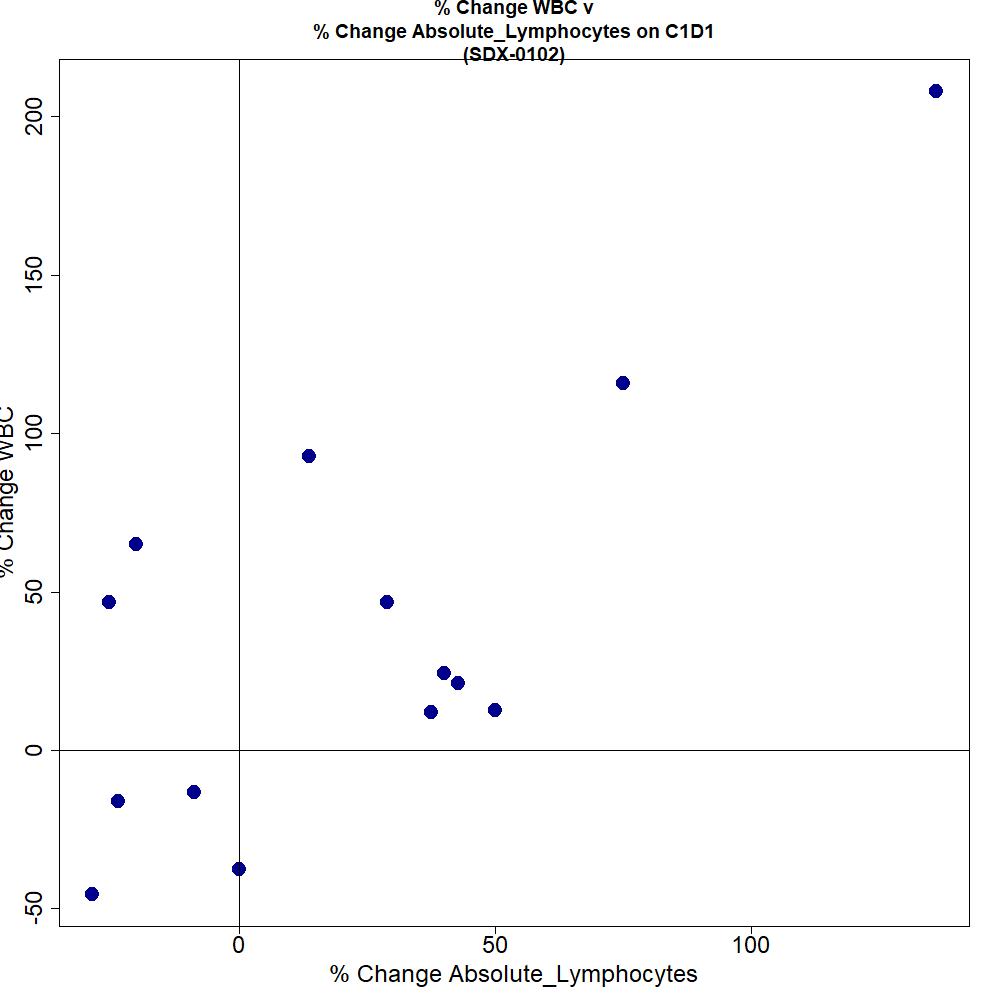 % Change WBC v
% Change Absolute_Lymphocytes on C1D1
(SDX-0102)
% Change WBC
200
150
100
50
0
-50
0
50
100
% Change Absolute_Lymphocytes